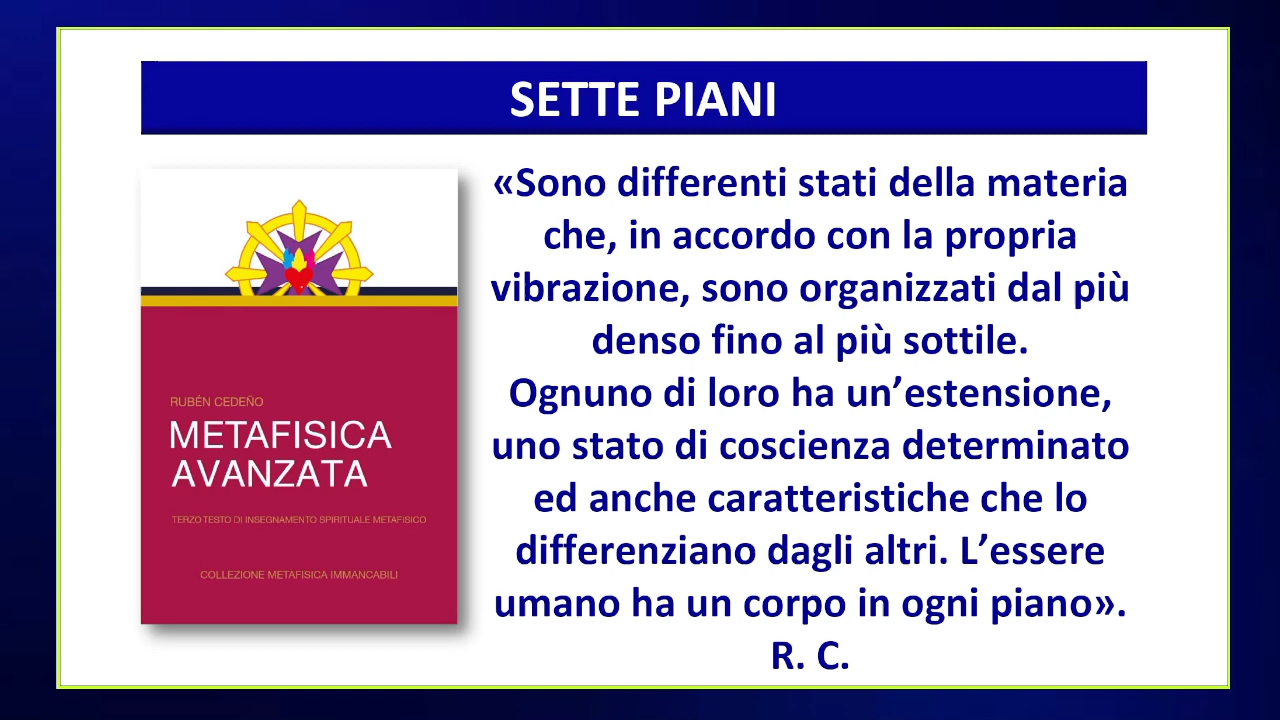 SETTE PIANI
RUBÉN CEDEÑO
METAFISICA
AVANZATA
TERZO TESTO DI INSEGNAMENTO SPIRITUALE METAFISICO
COLLEZIONE METAFISICA IMMANCABILI
«Sono differenti stati della materia
che, in accordo con la propria
vibrazione, sono organizzati dal più
denso fino al più sottile.
Ognuno di loro ha un’estensione,
uno stato di coscienza determinato
ed anche caratteristiche che lo
differenziano dagli altri. L’essere
umano ha un corpo in ogni piano».
R. C.